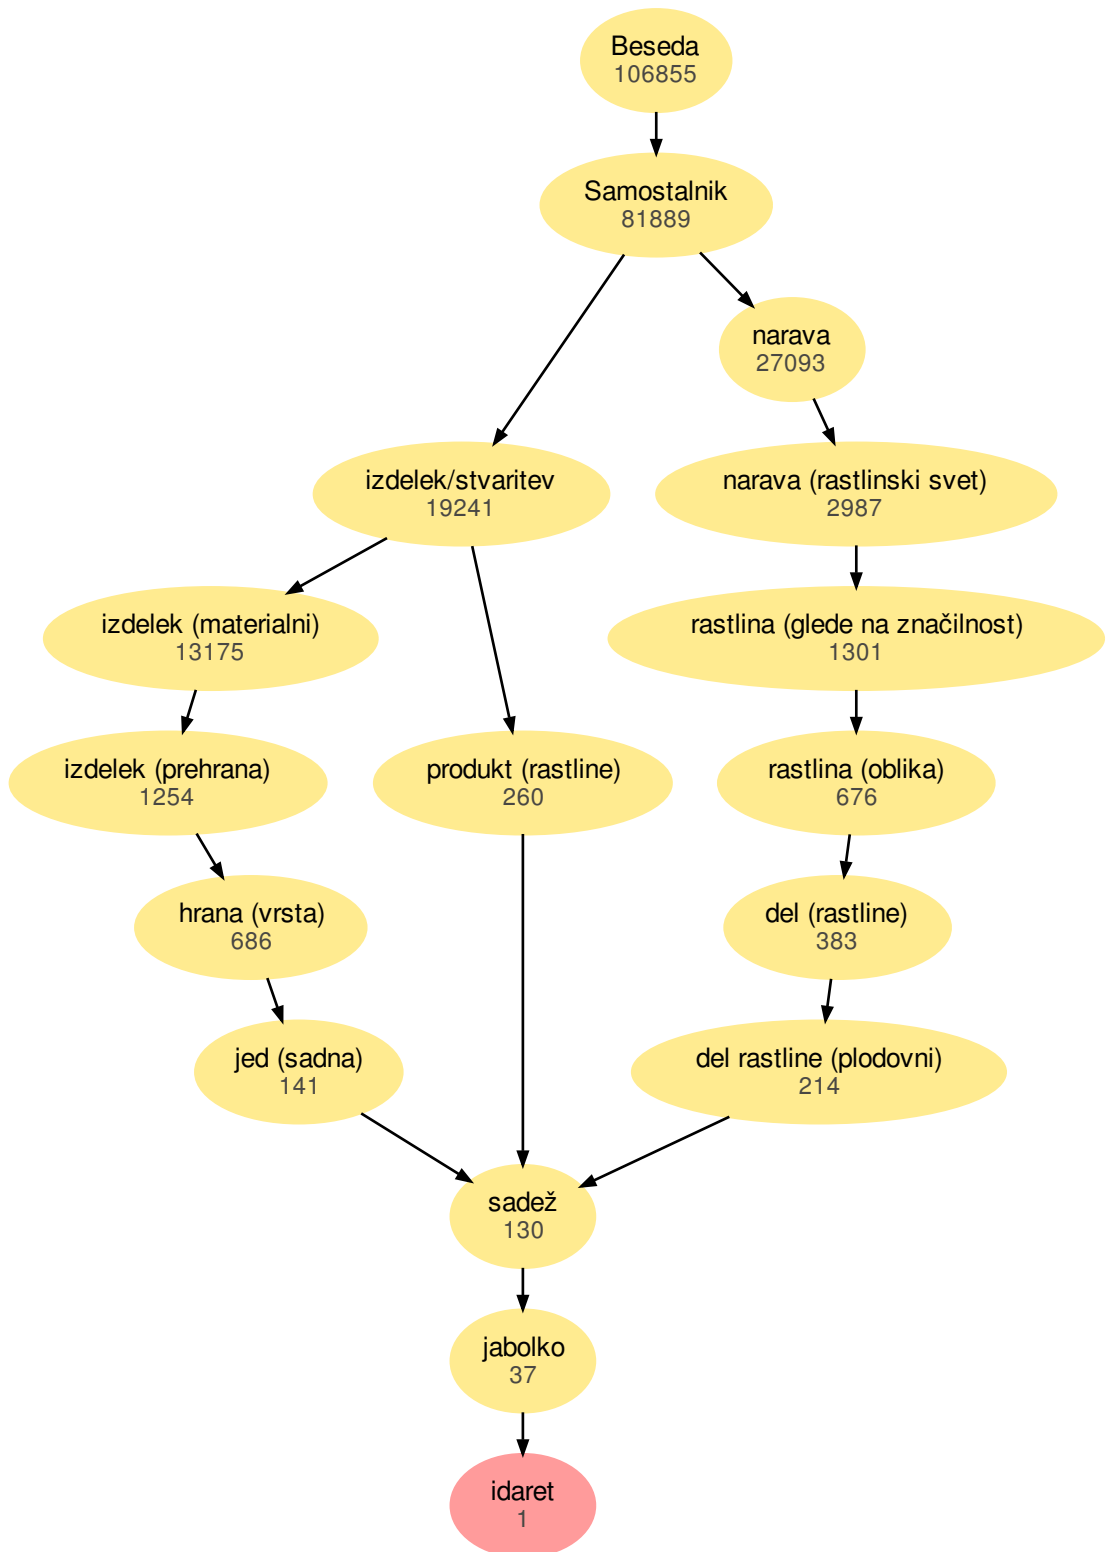 Beseda
106855
Samostalnik
81889
narava
27093
izdelek/stvaritev
19241
narava (rastlinski svet)
2987
izdelek (materialni)
13175
rastlina (glede na značilnost)
1301
izdelek (prehrana)
1254
produkt (rastline)
260
rastlina (oblika)
676
hrana (vrsta)
686
del (rastline)
383
jed (sadna)
141
del rastline (plodovni)
214
sadež
130
jabolko
37
idaret
1